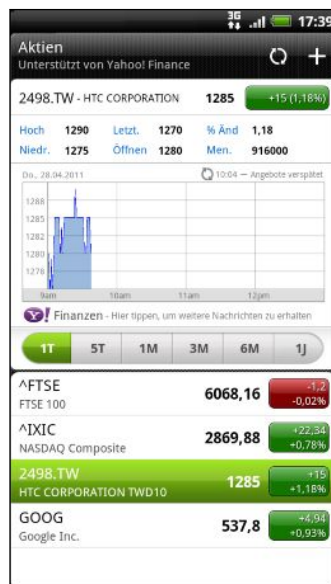 3G 17:39
Aktien
Unterstützt von Yahoo! Finance
2498.TW - HTC CORPORATION 1285 +15 (1,18%)
Hoch 1290 Letzt. 1270 % Änd 1,18
Niedr. 1275 Öffnen 1280 Men. 916000
Do., 28.04.2011 10:04 — Angebote verspätet
1288
1285
1282
1280
1278
9am 10am 11am 12pm
Y! Finanzen - Hier tippen, um weitere Nachrichten zu erhalten
1T 5T 1M 3M 6M 1J
^FTSE 6068,16 -1,2
FTSE 100 -0,02%
^IXIC 2869,88 +22,34
NASDAQ Composite +0,78%
2498.TW 1285 +15
HTC CORPORATION TWD10 +1,18%
GOOG 537,8 +4,94
Google Inc. +0,93%